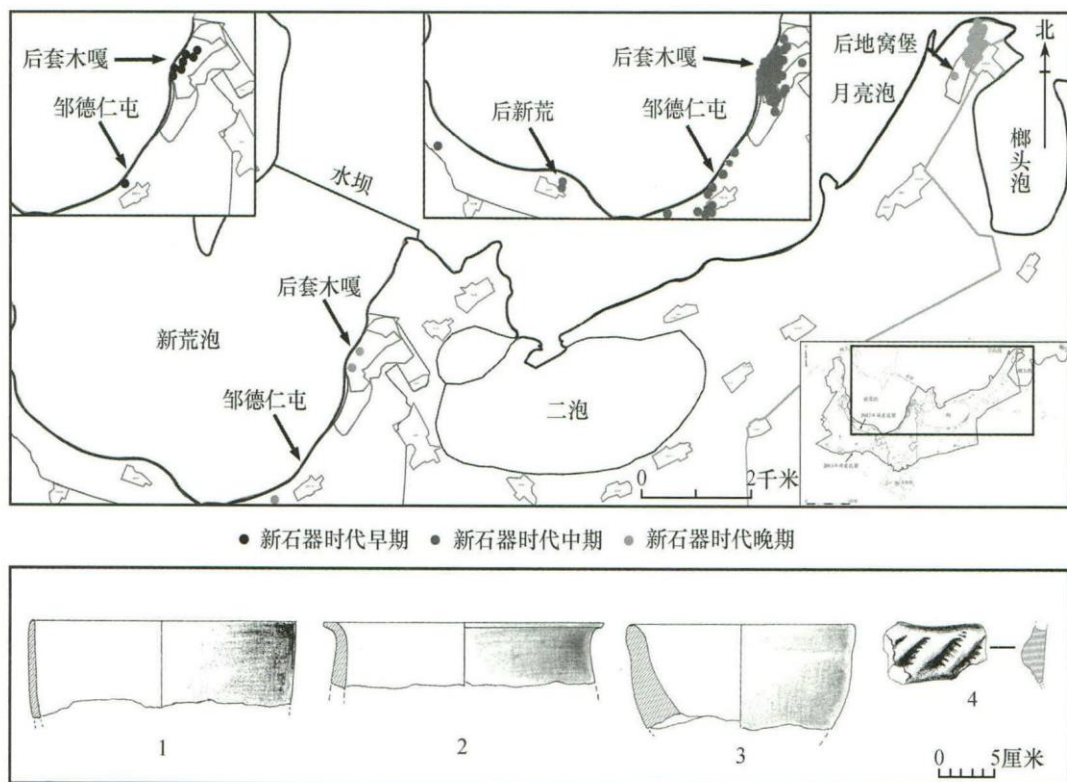 后套木嘎
邹德仁屯
后套木嘎
后新荒
邹德仁屯
后地窝堡
月亮泡
北
榔头泡
水坝
后套木嘎
新荒泡
邹德仁屯
二泡
0 2千米
新石器时代早期 新石器时代中期 新石器时代晚期
1 2 3 4
0 5厘米